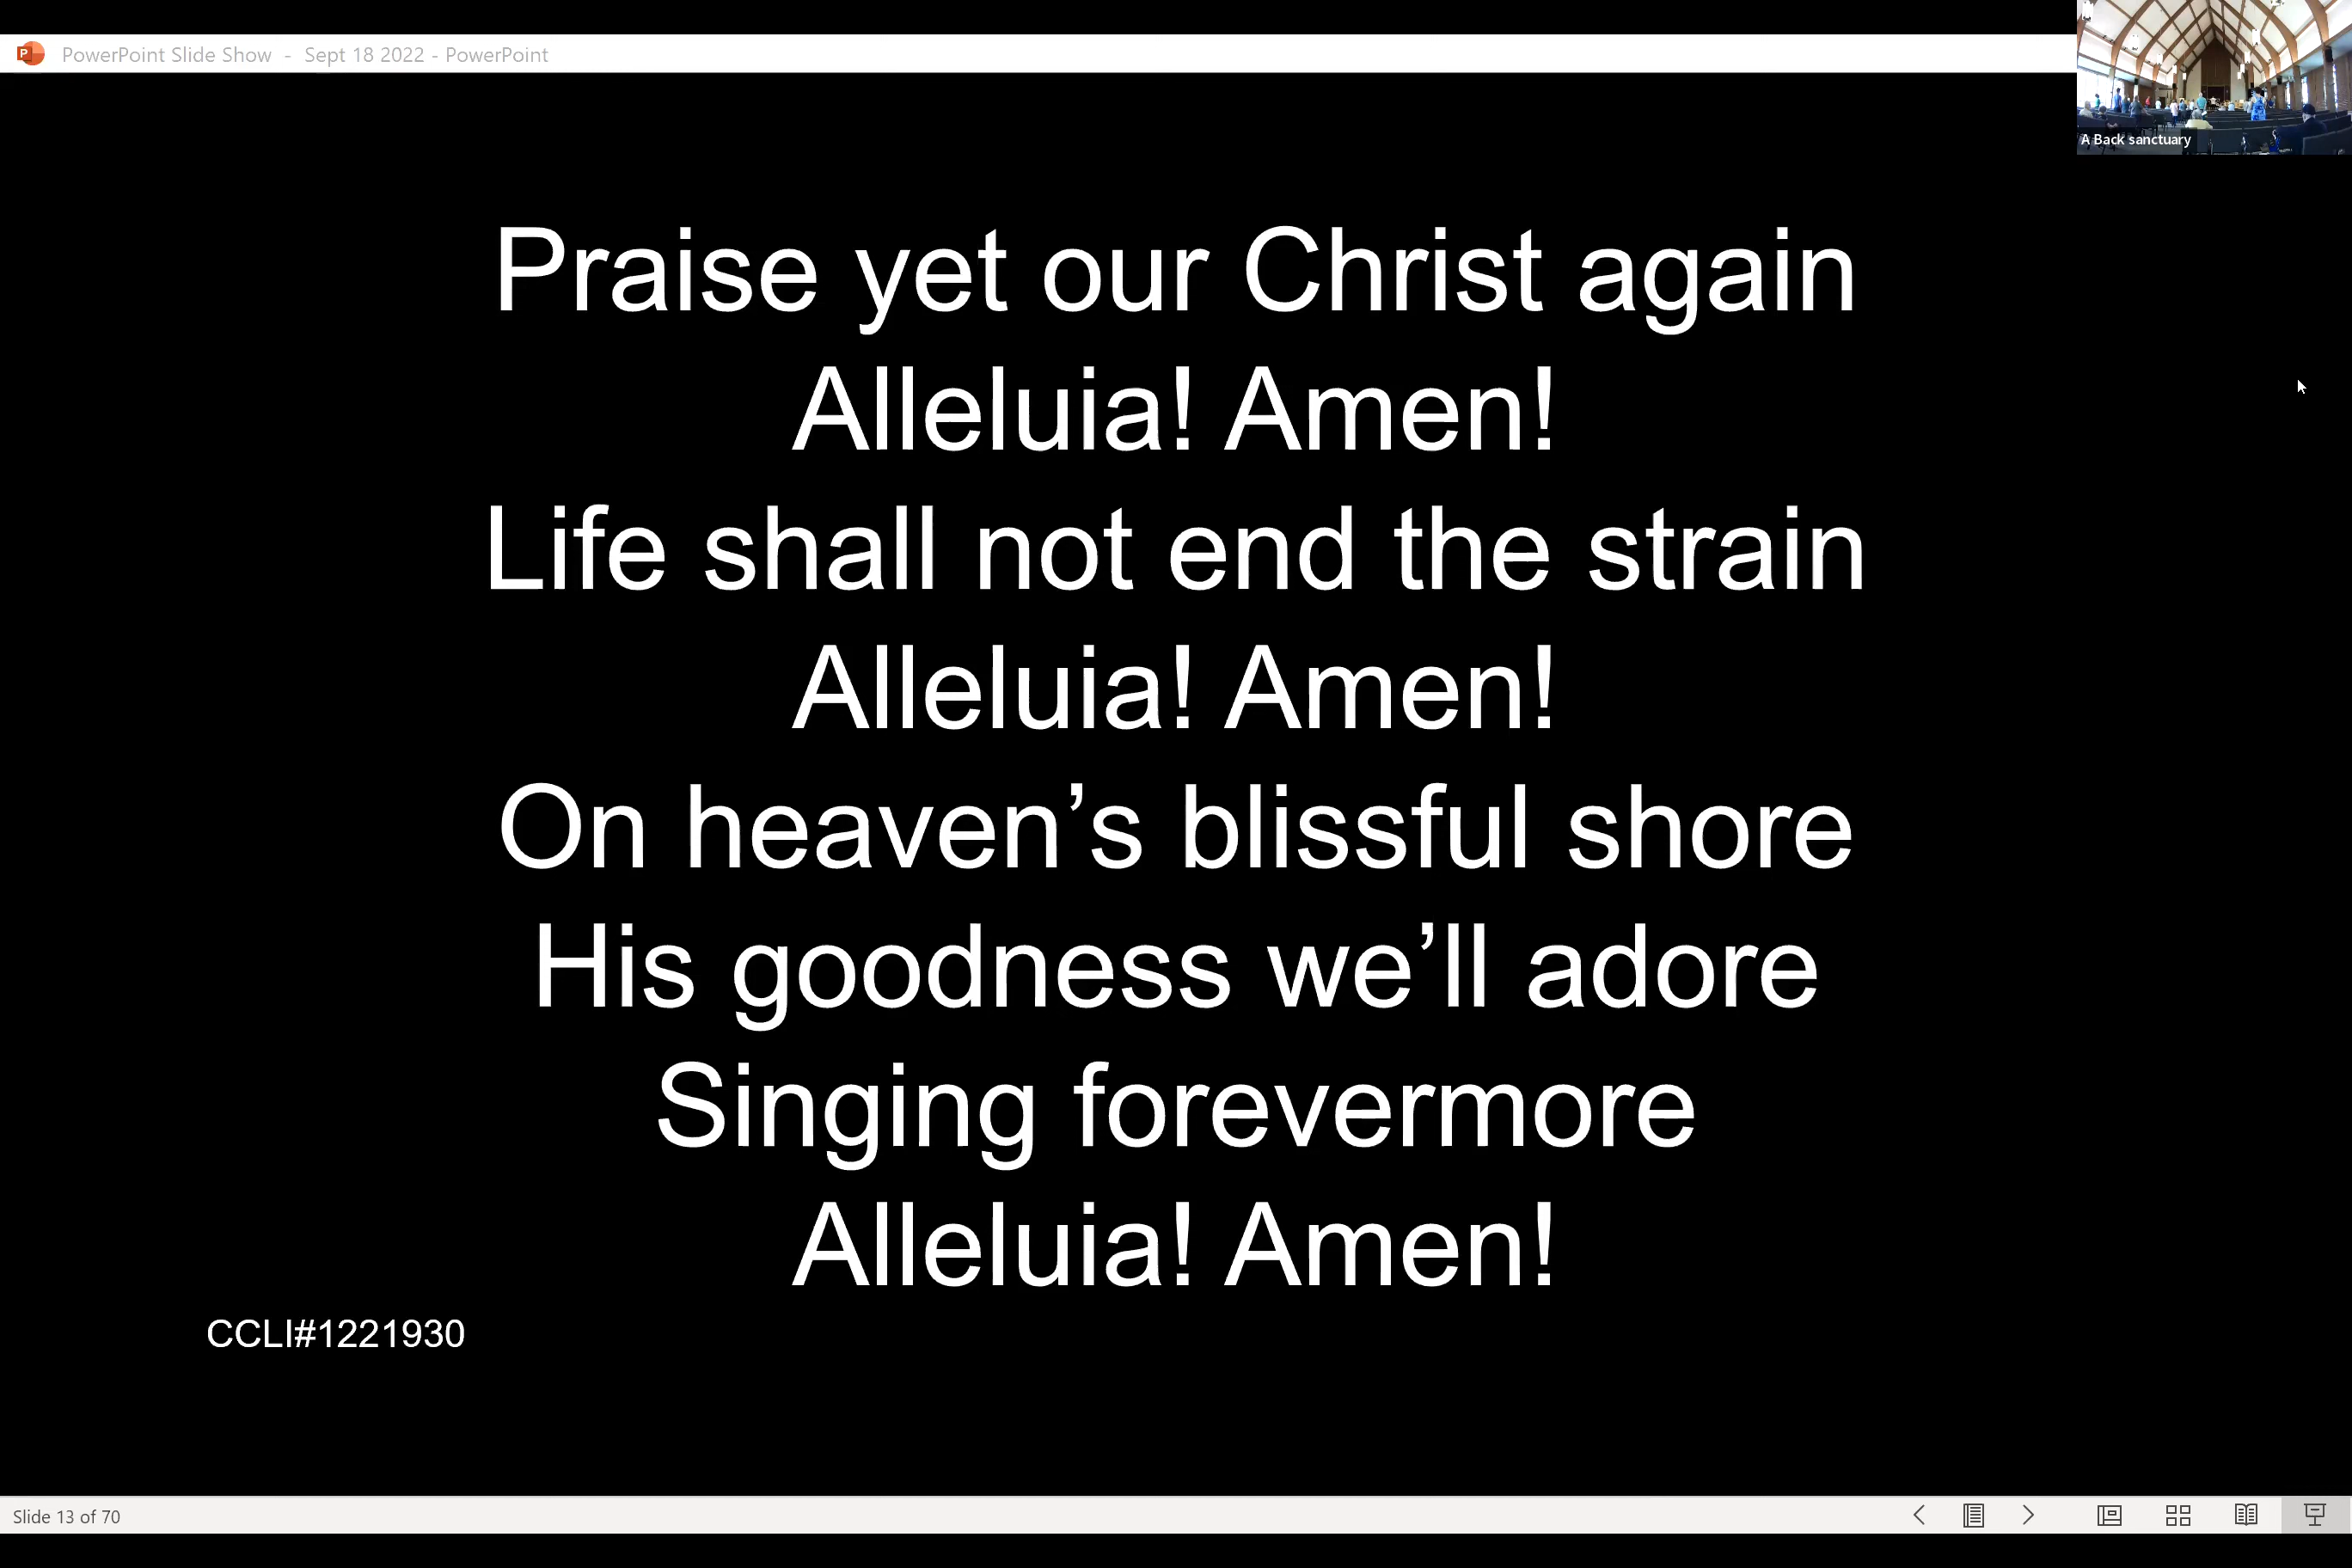 PowerPoint Slide Show - Sept 18 2022 - PowerPoint
A Back sanctuary
Praise yet our Christ again
Alleluia! Amen!
Life shall not end the strain
Alleluia! Amen!
On heaven’s blissful shore
His goodness we’ll adore
Singing forevermore
Alleluia! Amen!
CCLI#1221930
Slide 13 of 70